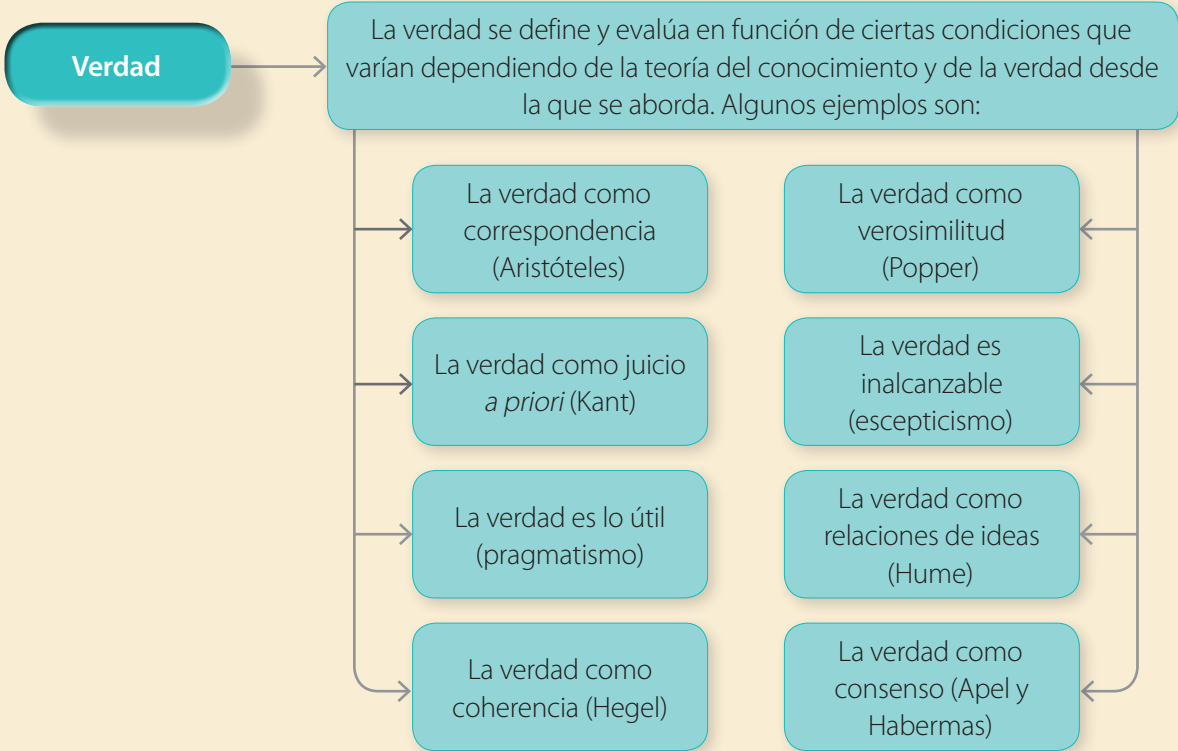 Verdad
La verdad se define y evalúa en función de ciertas condiciones que
varían dependiendo de la teoría del conocimiento y de la verdad desde
la que se aborda. Algunos ejemplos son:
La verdad como
correspondencia
(Aristóteles)
La verdad como
verosimilitud
(Popper)
La verdad como juicio
a priori (Kant)
La verdad es
inalcanzable
(escepticismo)
La verdad es lo útil
(pragmatismo)
La verdad como
relaciones de ideas
(Hume)
La verdad como
coherencia (Hegel)
La verdad como
consenso (Apel y
Habermas)